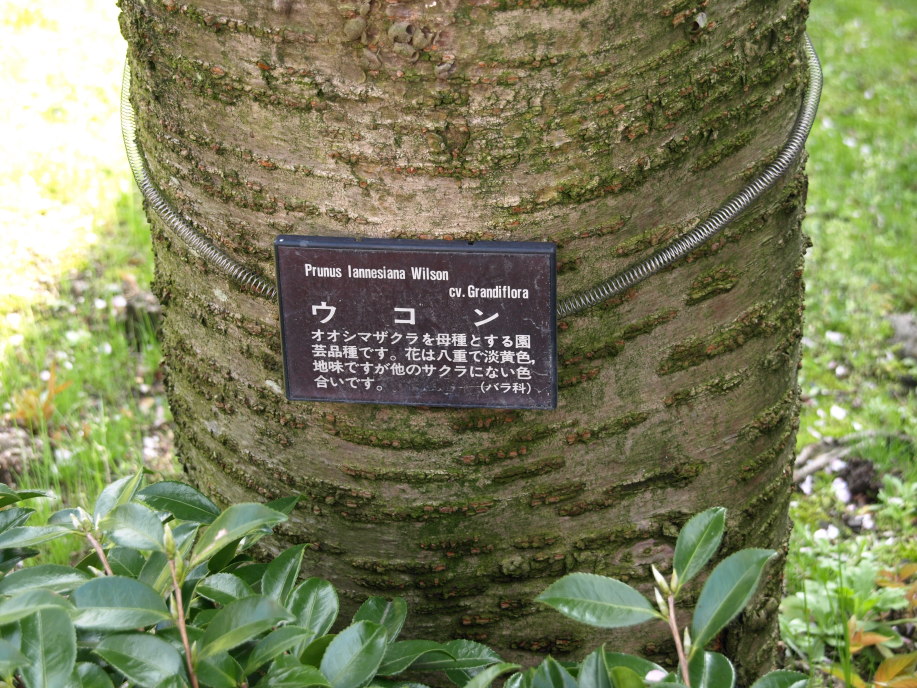 Prunus lannesiana Wilson
cv. Grandiflora
ウコン
オオシマザクラを母種とする園
芸品種です。花は八重で淡黄色,
地味ですが他のサクラにない色
合いです。 (バラ科)